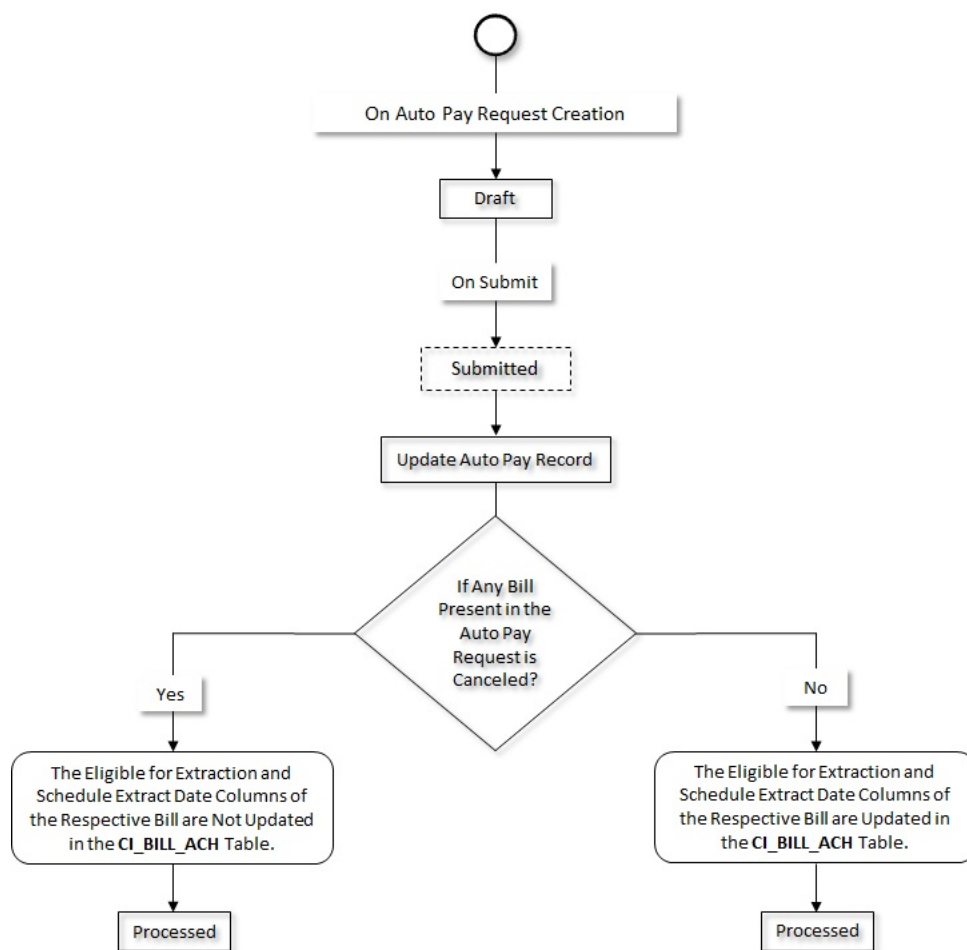 On Auto Pay Request Creation
Draft
On Submit
Submitted
Update Auto Pay Record
If Any Bill
Present in the
Auto Pay
Request is
Canceled?
Yes
No
The Eligible for Extraction and
Schedule Extract Date Columns of
the Respective Bill are Not Updated
in the CI_BILL_ACH Table.
The Eligible for Extraction and
Schedule Extract Date Columns of
the Respective Bill are Updated in
the CI_BILL_ACH Table.
Processed
Processed